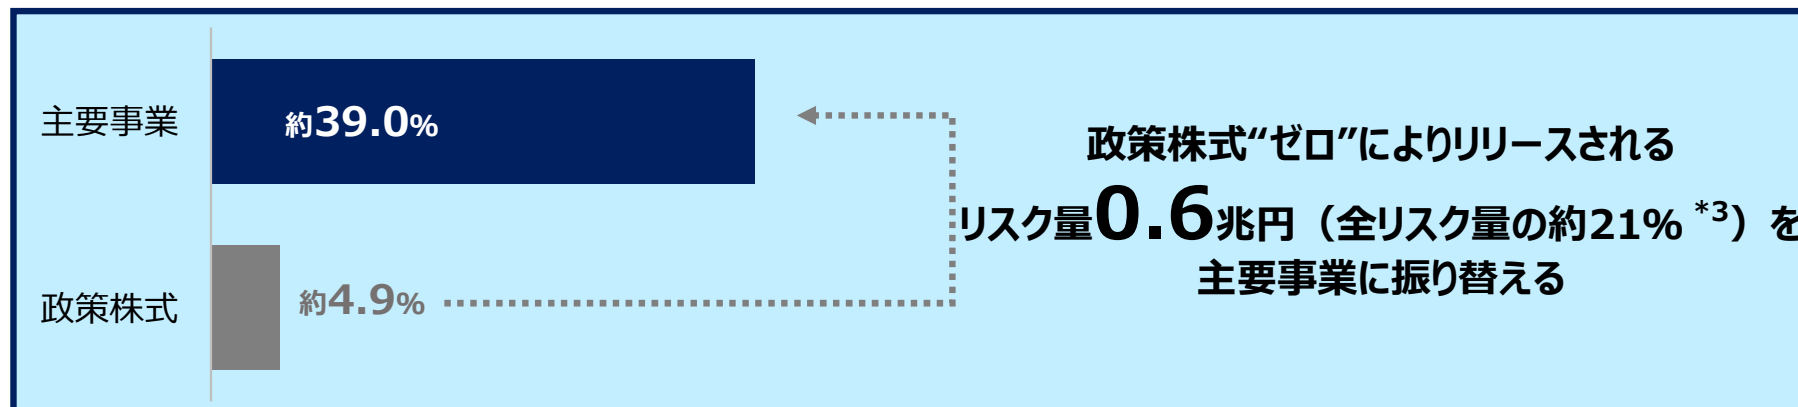 主要事業
約39.0%
政策株式“ゼロ”によりリリースされる
リスク量0.6兆円（全リスク量の約21% *3）を
主要事業に振り替える
政策株式
約4.9%